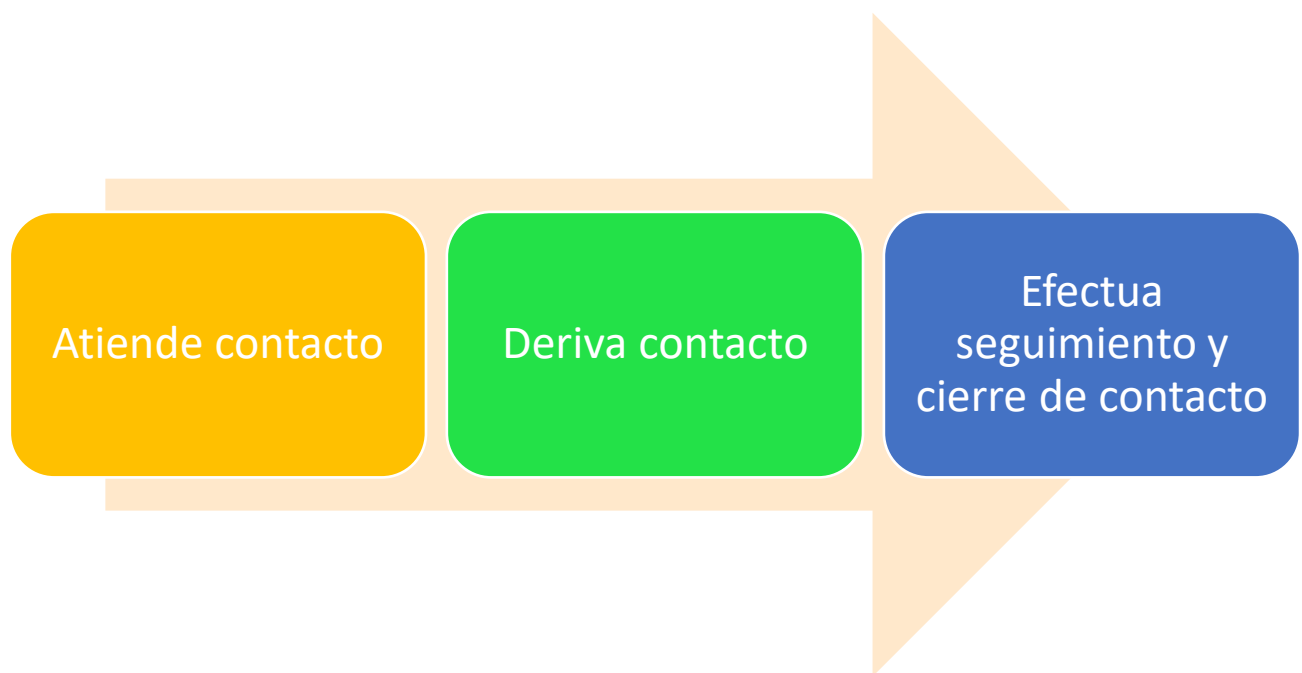 Atiende contacto
Deriva contacto
Efectua
seguimiento y
cierre de contacto